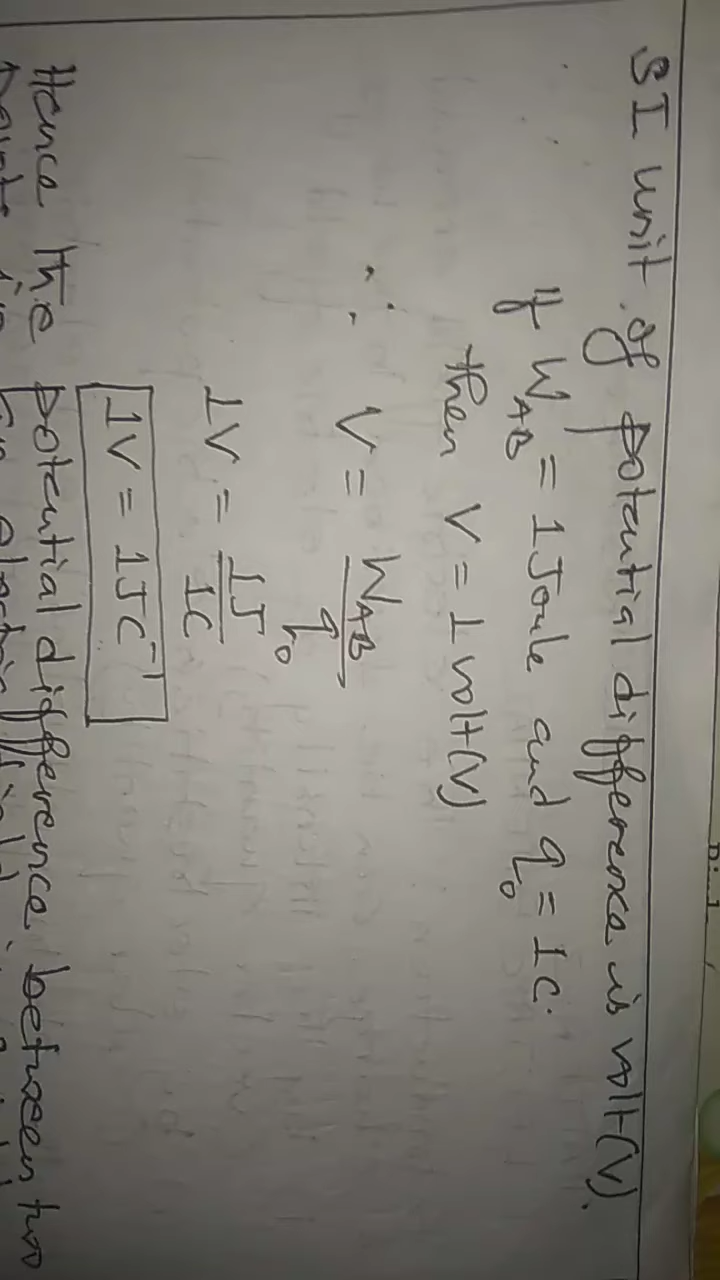 SI unit of potential difference is volt(V).
If W_AB = 1 Joule and q₀ = 1 C.
then V = 1 volt(V)
∴ V = W_AB / q₀
1V = 1J / 1C
1V = 1JC⁻¹
Hence the potential difference between two